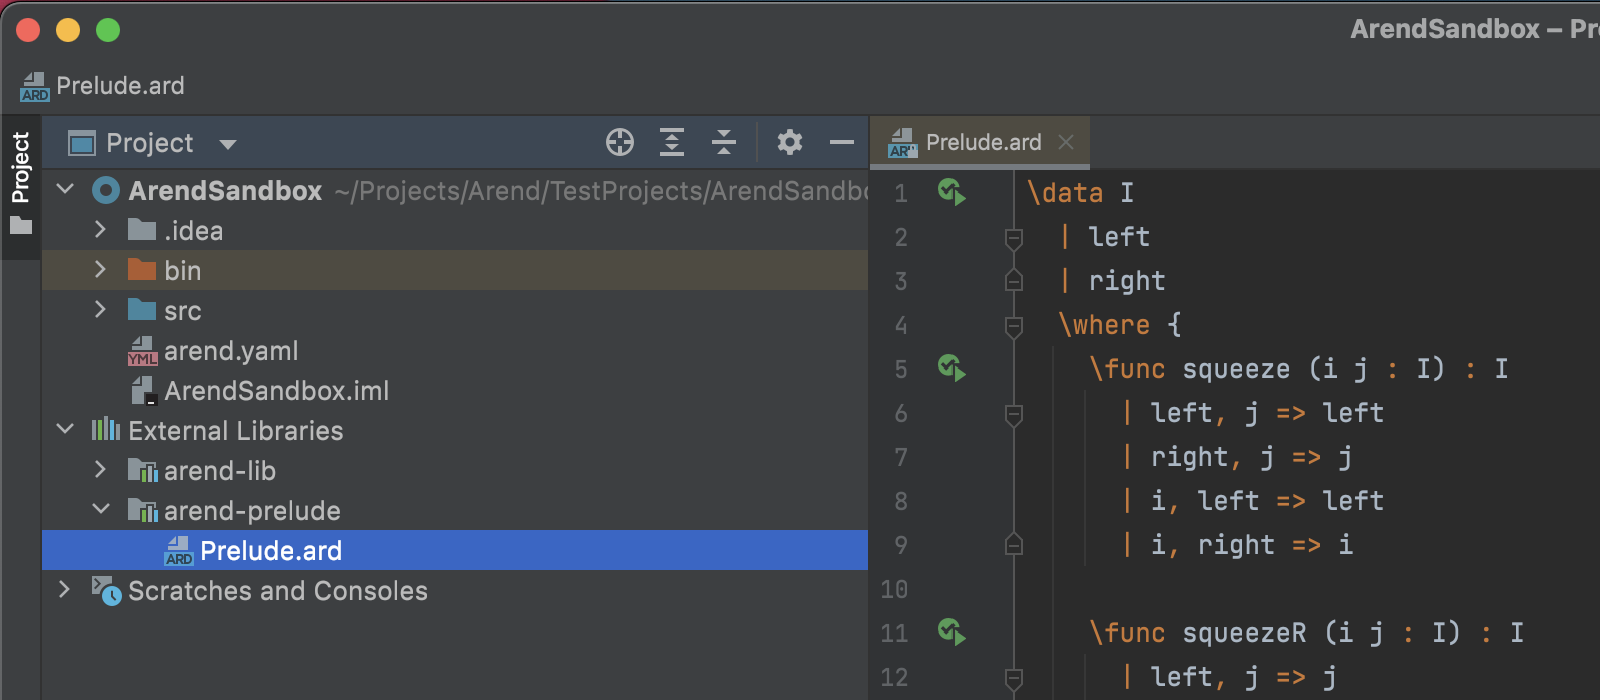 ArendSandbox –
Prelude.ard
Project
Project
ArendSandbox ~/Projects/Arend/TestProjects/
.idea
bin
src
arend.yaml
ArendSandbox.iml
External Libraries
arend-lib
arend-prelude
Prelude.ard
Scratches and Consoles
Prelude.ard
1 \data I
2 | left
3 | right
4 \where {
5 \func squeeze (i j : I) : I
6 | left, j => left
7 | right, j => j
8 | i, left => left
9 | i, right => i
10
11 \func squeezeR (i j : I) : I
12 | left, j => j